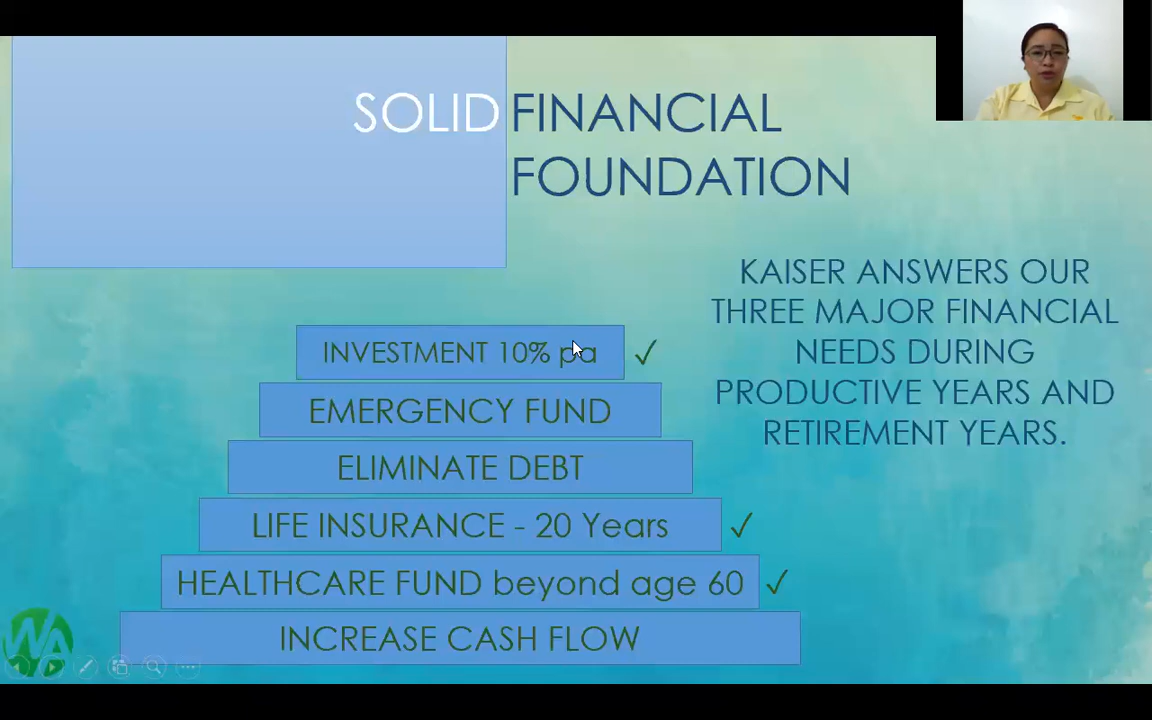 SOLID FINANCIAL
FOUNDATION
KAISER ANSWERS OUR
THREE MAJOR FINANCIAL
NEEDS DURING
PRODUCTIVE YEARS AND
RETIREMENT YEARS.
INVESTMENT 10% pa ✓
EMERGENCY FUND
ELIMINATE DEBT
LIFE INSURANCE - 20 Years ✓
HEALTHCARE FUND beyond age 60 ✓
INCREASE CASH FLOW
WA